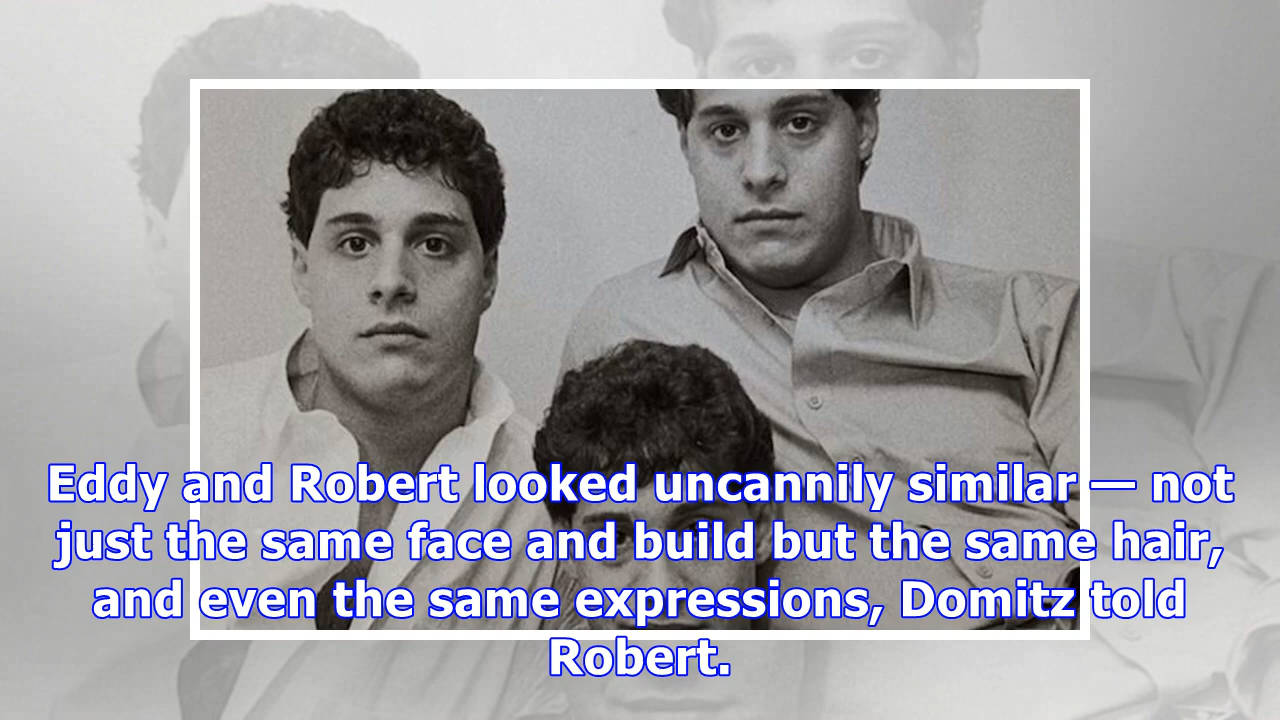 Eddy and Robert looked uncannily similar — not
just the same face and build but the same hair,
and even the same expressions, Domitz told
Robert.